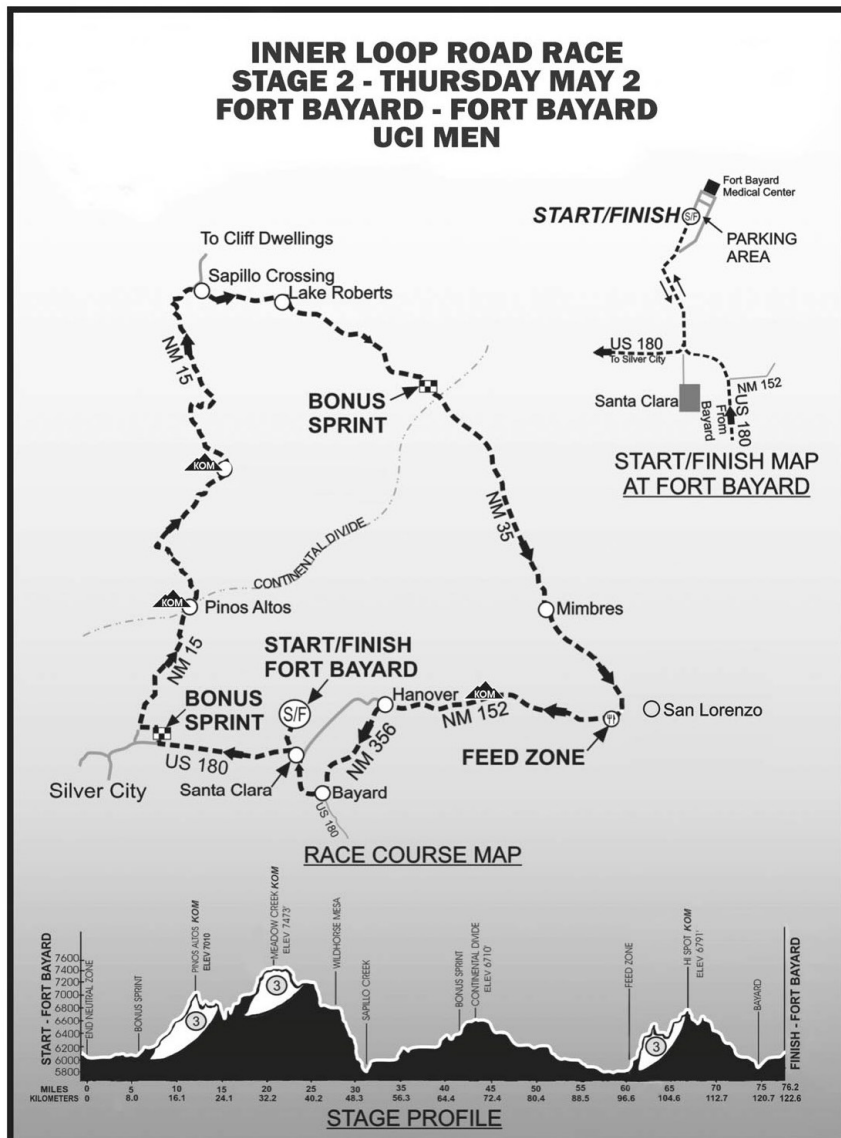 INNER LOOP ROAD RACE
STAGE 2 - THURSDAY MAY 2
FORT BAYARD - FORT BAYARD
UCI MEN
Fort Bayard
Medical Center
START/FINISH
S/F
PARKING
AREA
US 180
To Silver City
NM 152
Santa Clara
From
Bayard
US 180
START/FINISH MAP
AT FORT BAYARD
To Cliff Dwellings
Sapillo Crossing
Lake Roberts
NM 15
BONUS
SPRINT
KOM
NM 35
CONTINENTAL DIVIDE
KOM
Pinos Altos
Mimbres
NM 15
START/FINISH
FORT BAYARD
BONUS
SPRINT
S/F
Hanover
KOM
NM 152
San Lorenzo
NM 356
FEED ZONE
US 180
Silver City
Santa Clara
Bayard
US 180
RACE COURSE MAP
START - FORT BAYARD
7600
7400
7200
7000
6800
6600
6400
6200
6000
5800
END NEUTRAL ZONE
BONUS SPRINT
PINOS ALTOS KOM
ELEV 7010
MEADOW CREEK KOM
ELEV 7473'
WILDHORSE MESA
SAPILLO CREEK
BONUS SPRINT
CONTINENTAL DIVIDE
ELEV 6710'
FEED ZONE
HI SPOT KOM
ELEV 6791'
BAYARD
FINISH - FORT BAYARD
3
3
3
MILES 0 5 10 15 20 25 30 35 40 45 50 55 60 65 70 75 76.2
KILOMETERS 0 8.0 16.1 24.1 32.2 40.2 48.3 56.3 64.4 72.4 80.4 88.5 96.6 104.6 112.7 120.7 122.6
STAGE PROFILE